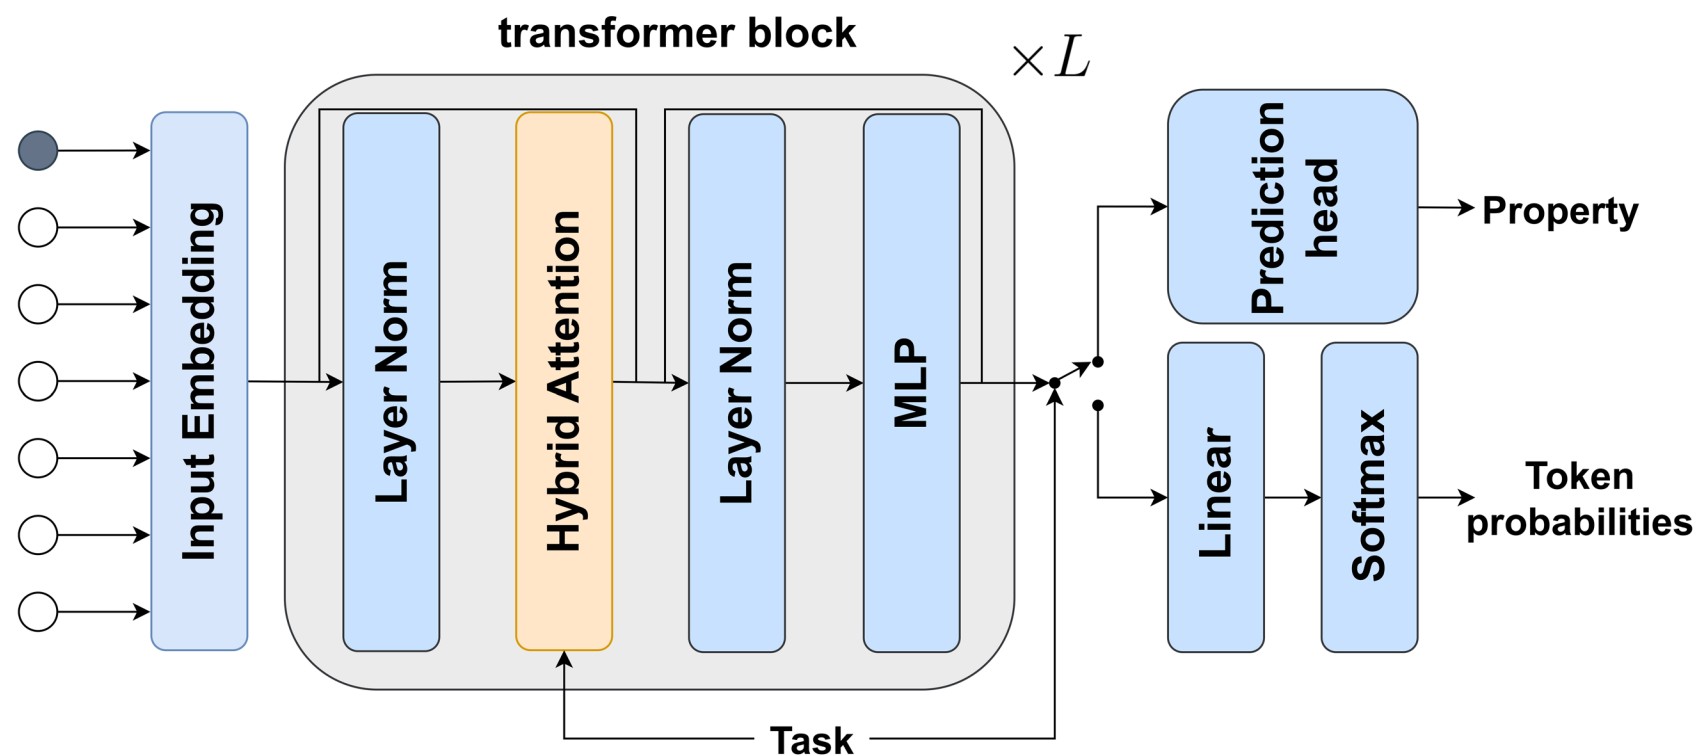 transformer block
×L
Input Embedding
Layer Norm
Hybrid Attention
Layer Norm
MLP
Prediction
head
Property
Linear
Softmax
Token
probabilities
Task